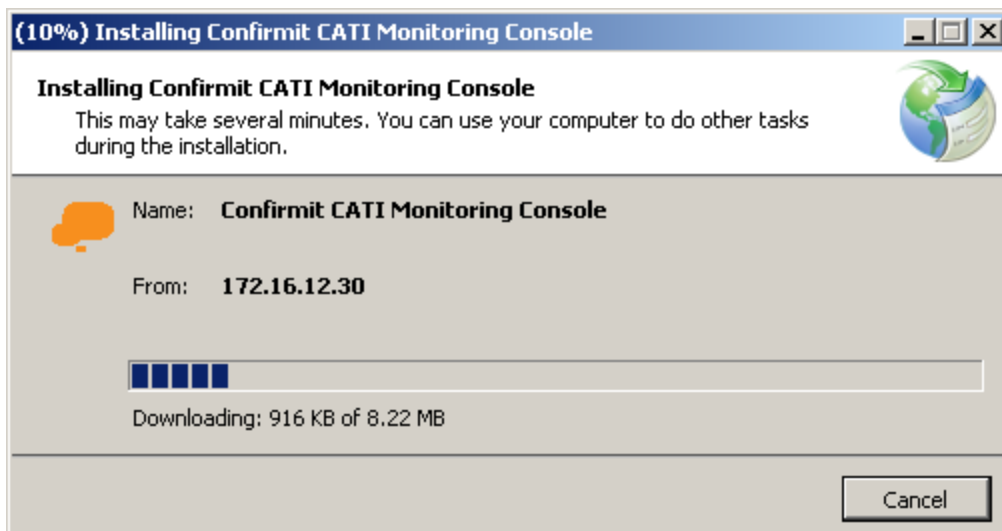 (10%) Installing Confirmit CATI Monitoring Console
Installing Confirmit CATI Monitoring Console
This may take several minutes. You can use your computer to do other tasks
during the installation.
Name: Confirmit CATI Monitoring Console
From: 172.16.12.30
Downloading: 916 KB of 8.22 MB
Cancel